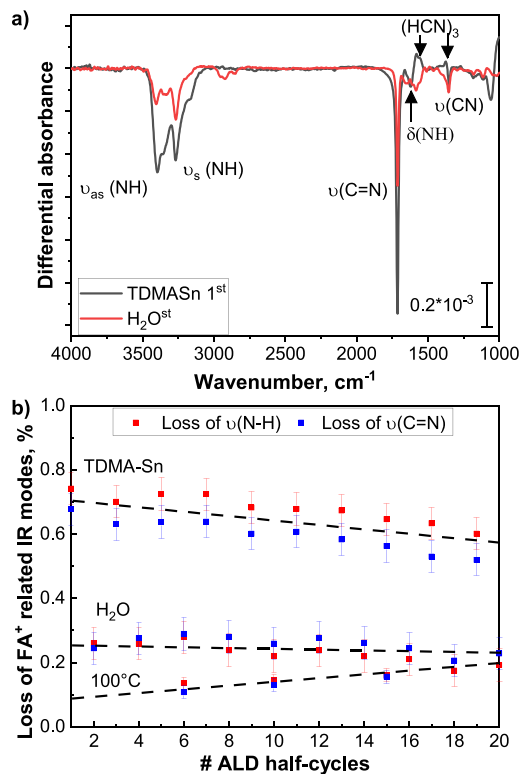 a)
(HCN)3
υ(CN)
δ(NH)
υs (NH)
υas (NH)
υ(C=N)
Differential absorbance
TDMASn 1st
H2Ost
0.2*10-3
4000 3500 3000 2500 2000 1500 1000
Wavenumber, cm-1
b)
Loss of υ(N-H) Loss of υ(C=N)
TDMA-Sn
H2O
100°C
Loss of FA+ related IR modes, %
1.0
0.8
0.6
0.4
0.2
0.0
2 4 6 8 10 12 14 16 18 20
# ALD half-cycles